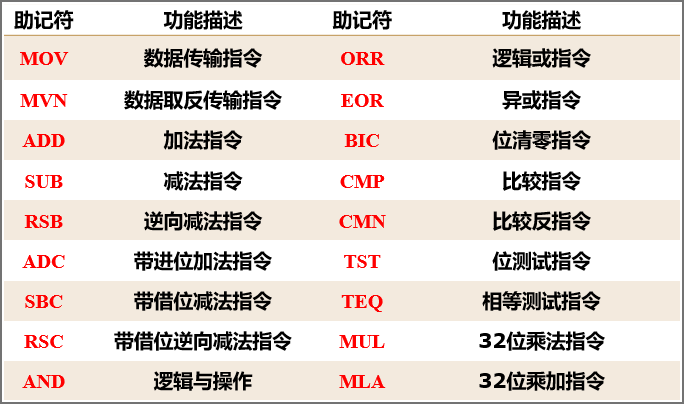 助记符 功能描述 助记符 功能描述
MOV 数据传输指令 ORR 逻辑或指令
MVN 数据取反传输指令 EOR 异或指令
ADD 加法指令 BIC 位清零指令
SUB 减法指令 CMP 比较指令
RSB 逆向减法指令 CMN 比较反指令
ADC 带进位加法指令 TST 位测试指令
SBC 带借位减法指令 TEQ 相等测试指令
RSC 带借位逆向减法指令 MUL 32位乘法指令
AND 逻辑与操作 MLA 32位乘加指令